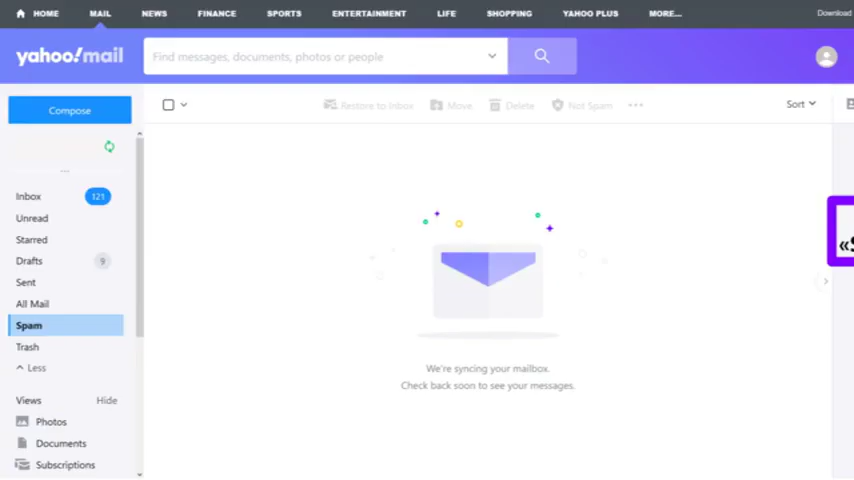 HOME MAIL NEWS FINANCE SPORTS ENTERTAINMENT LIFE SHOPPING YAHOO PLUS MORE... Download
yahoo!mail
Find messages, documents, photos or people
Compose
Restore to Inbox Move Delete Not Spam ••• Sort
...
Inbox 121
Unread
Starred
Drafts 9
Sent
All Mail
Spam
Trash
Less
Views Hide
Photos
Documents
Subscriptions
We're syncing your mailbox.
Check back soon to see your messages.
«S